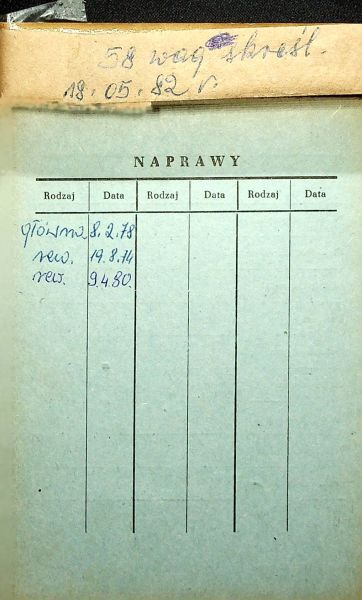 58 wag skreśl.
18.05.82 r.
NAPRAWY
Rodzaj Data Rodzaj Data Rodzaj Data
główna 8.2.78
rew. 19.8.74
rew. 9.4.80.